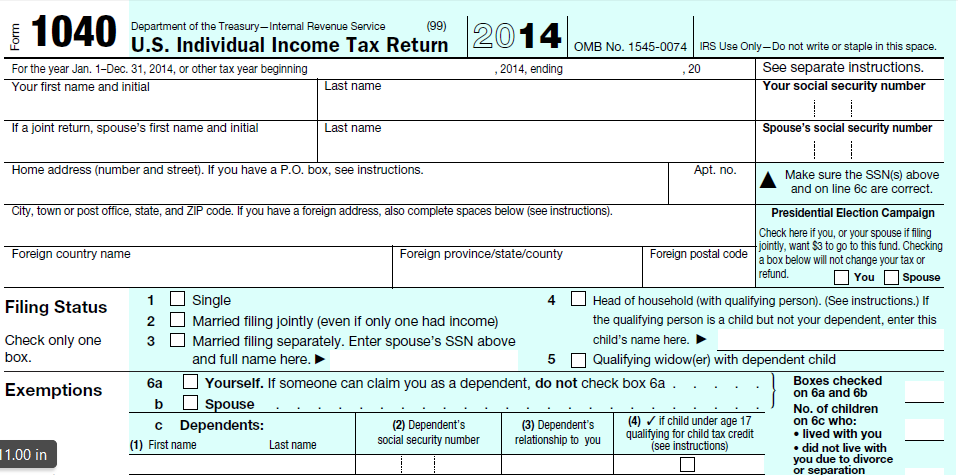 Form 1040 Department of the Treasury—Internal Revenue Service (99)
U.S. Individual Income Tax Return 2014 OMB No. 1545-0074 IRS Use Only—Do not write or staple in this space.
For the year Jan. 1–Dec. 31, 2014, or other tax year beginning , 2014, ending , 20 See separate instructions.
Your first name and initial Last name Your social security number
If a joint return, spouse's first name and initial Last name Spouse's social security number
Home address (number and street). If you have a P.O. box, see instructions. Apt. no.
▲ Make sure the SSN(s) above
and on line 6c are correct.
City, town or post office, state, and ZIP code. If you have a foreign address, also complete spaces below (see instructions).
Foreign country name Foreign province/state/county Foreign postal code
Presidential Election Campaign
Check here if you, or your spouse if filing
jointly, want $3 to go to this fund. Checking
a box below will not change your tax or
refund. You Spouse
Filing Status
Check only one
box.
1 Single
2 Married filing jointly (even if only one had income)
3 Married filing separately. Enter spouse's SSN above
and full name here. ▶
4 Head of household (with qualifying person). (See instructions.) If
the qualifying person is a child but not your dependent, enter this
child's name here. ▶
5 Qualifying widow(er) with dependent child
Exemptions
6a Yourself. If someone can claim you as a dependent, do not check box 6a . . . . .
b Spouse . . . . . . . . . . . . . . . . . . . . .
c Dependents:
(1) First name Last name
(2) Dependent's
social security number
(3) Dependent's
relationship to you
(4) ✓ if child under age 17
qualifying for child tax credit
(see instructions)
Boxes checked
on 6a and 6b
No. of children
on 6c who:
• lived with you
• did not live with
you due to divorce
or separation
11.00 in